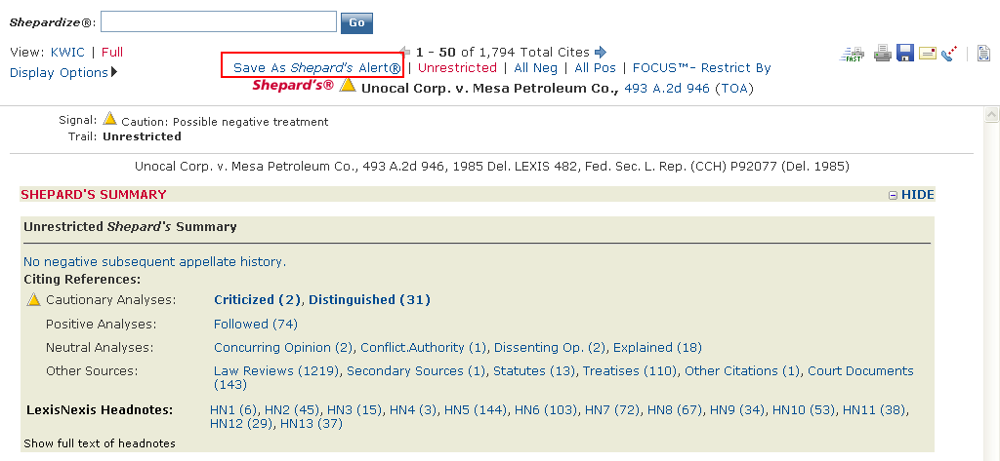 Shepardize®: Go
View: KWIC | Full
1 - 50 of 1,794 Total Cites
FAST
Display Options
Save As Shepard's Alert® | Unrestricted | All Neg | All Pos | FOCUS™- Restrict By
Shepard's® Unocal Corp. v. Mesa Petroleum Co., 493 A.2d 946 (TOA)
Signal: Caution: Possible negative treatment
Trail: Unrestricted
Unocal Corp. v. Mesa Petroleum Co., 493 A.2d 946, 1985 Del. LEXIS 482, Fed. Sec. L. Rep. (CCH) P92077 (Del. 1985)
SHEPARD'S SUMMARY HIDE
Unrestricted Shepard's Summary
No negative subsequent appellate history.
Citing References:
Cautionary Analyses: Criticized (2), Distinguished (31)
Positive Analyses: Followed (74)
Neutral Analyses: Concurring Opinion (2), Conflict.Authority (1), Dissenting Op. (2), Explained (18)
Other Sources: Law Reviews (1219), Secondary Sources (1), Statutes (13), Treatises (110), Other Citations (1), Court Documents
(143)
LexisNexis Headnotes: HN1 (6), HN2 (45), HN3 (15), HN4 (3), HN5 (144), HN6 (103), HN7 (72), HN8 (67), HN9 (34), HN10 (53), HN11 (38),
HN12 (29), HN13 (37)
Show full text of headnotes